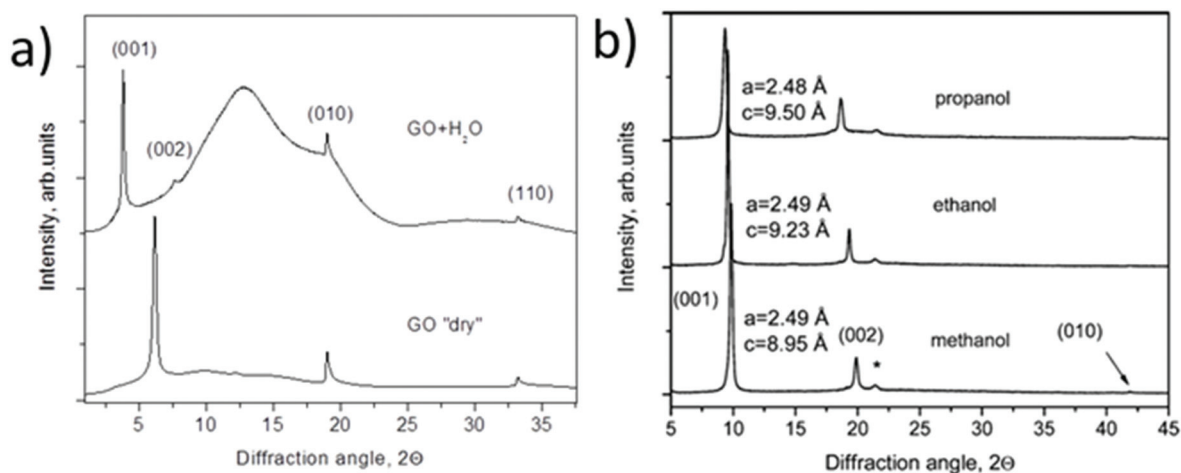 a)
(001)
(002)
(010)
GO+H₂O
(110)
GO "dry"
Intensity, arb.units
5 10 15 20 25 30 35
Diffraction angle, 2Θ
b)
a=2.48 Å
c=9.50 Å
propanol
a=2.49 Å
c=9.23 Å
ethanol
(001)
a=2.49 Å
c=8.95 Å
(002)
*
methanol
(010)
Intensity, arb.units
5 10 15 20 25 30 35 40 45
Diffraction angle, 2Θ